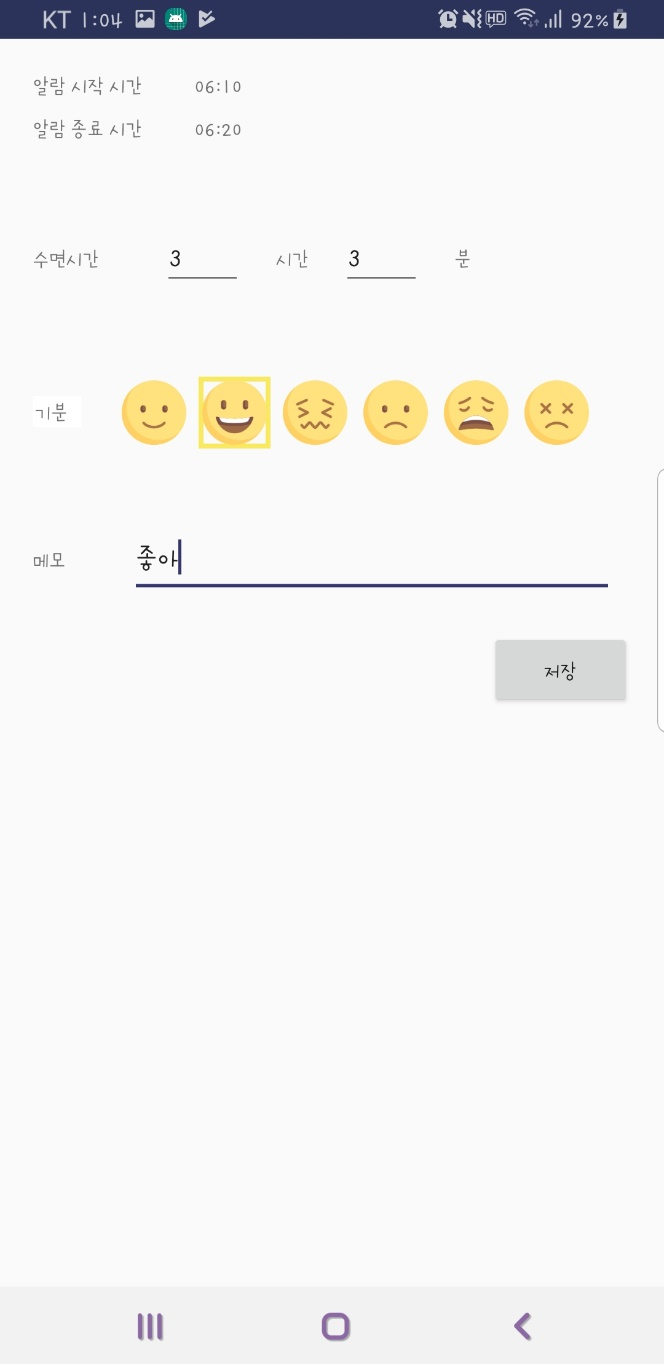 KT 1:04 HD 92%
알람 시작 시간 06:10
알람 종료 시간 06:20
수면시간 3 시간 3 분
기분
메모 좋아
저장